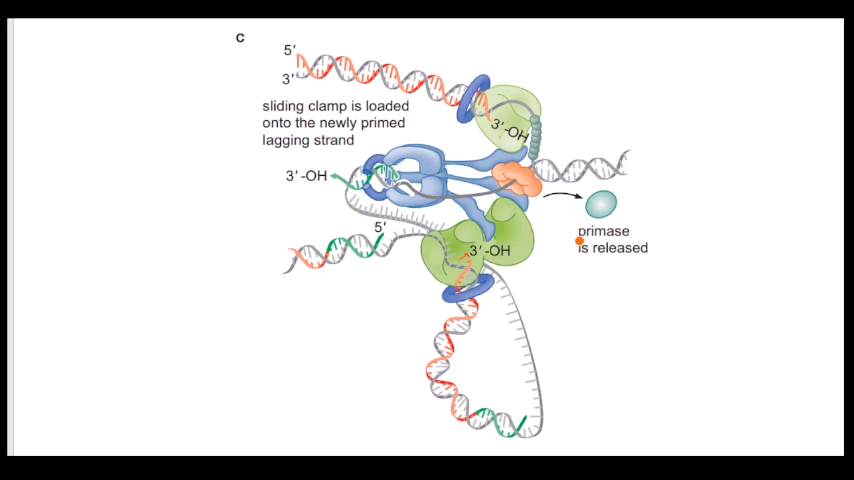 C
5′
3′
sliding clamp is loaded
onto the newly primed
lagging strand
3′-OH
3′-OH
5′
3′-OH
primase
is released